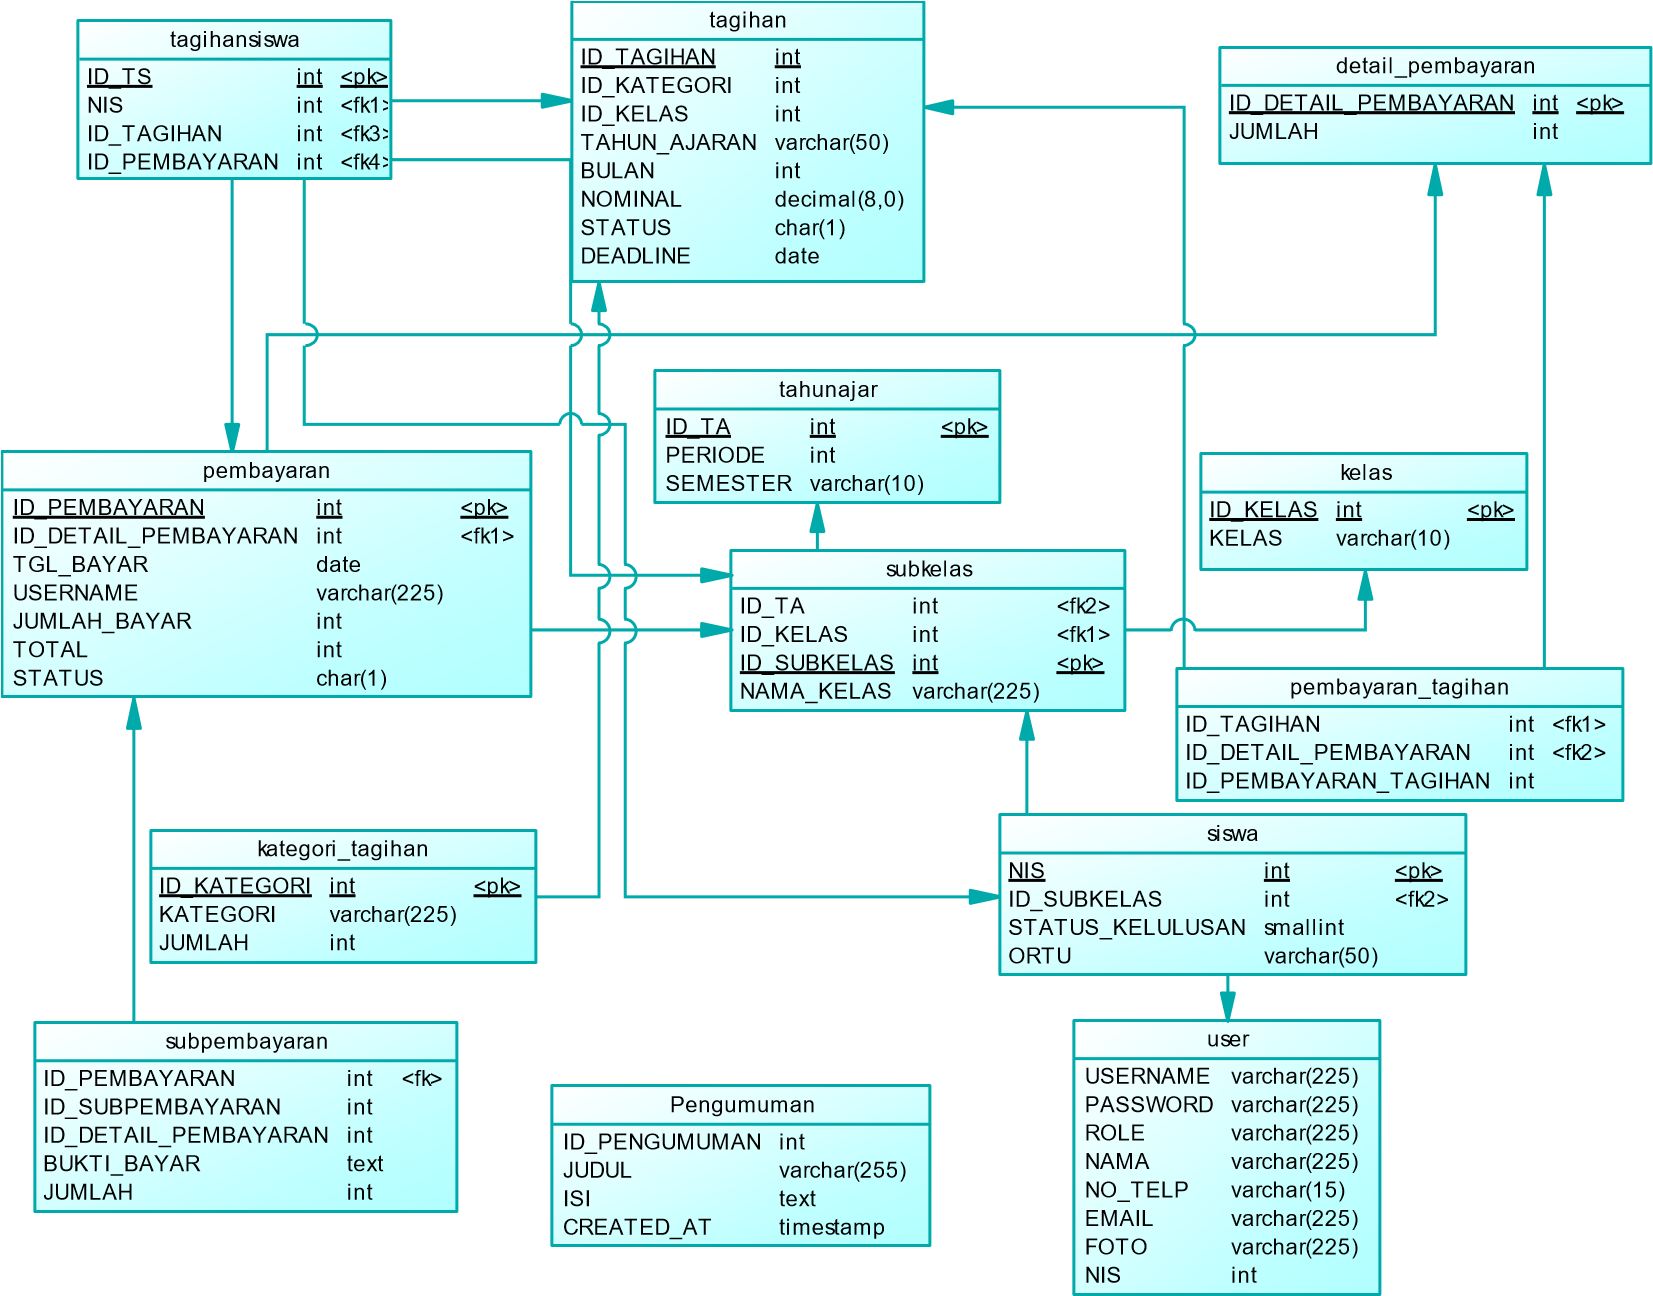 tagihansiswa
ID_TS int <pk>
NIS int <fk1>
ID_TAGIHAN int <fk3>
ID_PEMBAYARAN int <fk4>
tagihan
ID_TAGIHAN int
ID_KATEGORI int
ID_KELAS int
TAHUN_AJARAN varchar(50)
BULAN int
NOMINAL decimal(8,0)
STATUS char(1)
DEADLINE date
detail_pembayaran
ID_DETAIL_PEMBAYARAN int <pk>
JUMLAH int
tahunajar
ID_TA int <pk>
PERIODE int
SEMESTER varchar(10)
pembayaran
ID_PEMBAYARAN int <pk>
ID_DETAIL_PEMBAYARAN int <fk1>
TGL_BAYAR date
USERNAME varchar(225)
JUMLAH_BAYAR int
TOTAL int
STATUS char(1)
kelas
ID_KELAS int <pk>
KELAS varchar(10)
subkelas
ID_TA int <fk2>
ID_KELAS int <fk1>
ID_SUBKELAS int <pk>
NAMA_KELAS varchar(225)
pembayaran_tagihan
ID_TAGIHAN int <fk1>
ID_DETAIL_PEMBAYARAN int <fk2>
ID_PEMBAYARAN_TAGIHAN int
kategori_tagihan
ID_KATEGORI int <pk>
KATEGORI varchar(225)
JUMLAH int
siswa
NIS int <pk>
ID_SUBKELAS int <fk2>
STATUS_KELULUSAN smallint
ORTU varchar(50)
subpembayaran
ID_PEMBAYARAN int <fk>
ID_SUBPEMBAYARAN int
ID_DETAIL_PEMBAYARAN int
BUKTI_BAYAR text
JUMLAH int
Pengumuman
ID_PENGUMUMAN int
JUDUL varchar(255)
ISI text
CREATED_AT timestamp
user
USERNAME varchar(225)
PASSWORD varchar(225)
ROLE varchar(225)
NAMA varchar(225)
NO_TELP varchar(15)
EMAIL varchar(225)
FOTO varchar(225)
NIS int